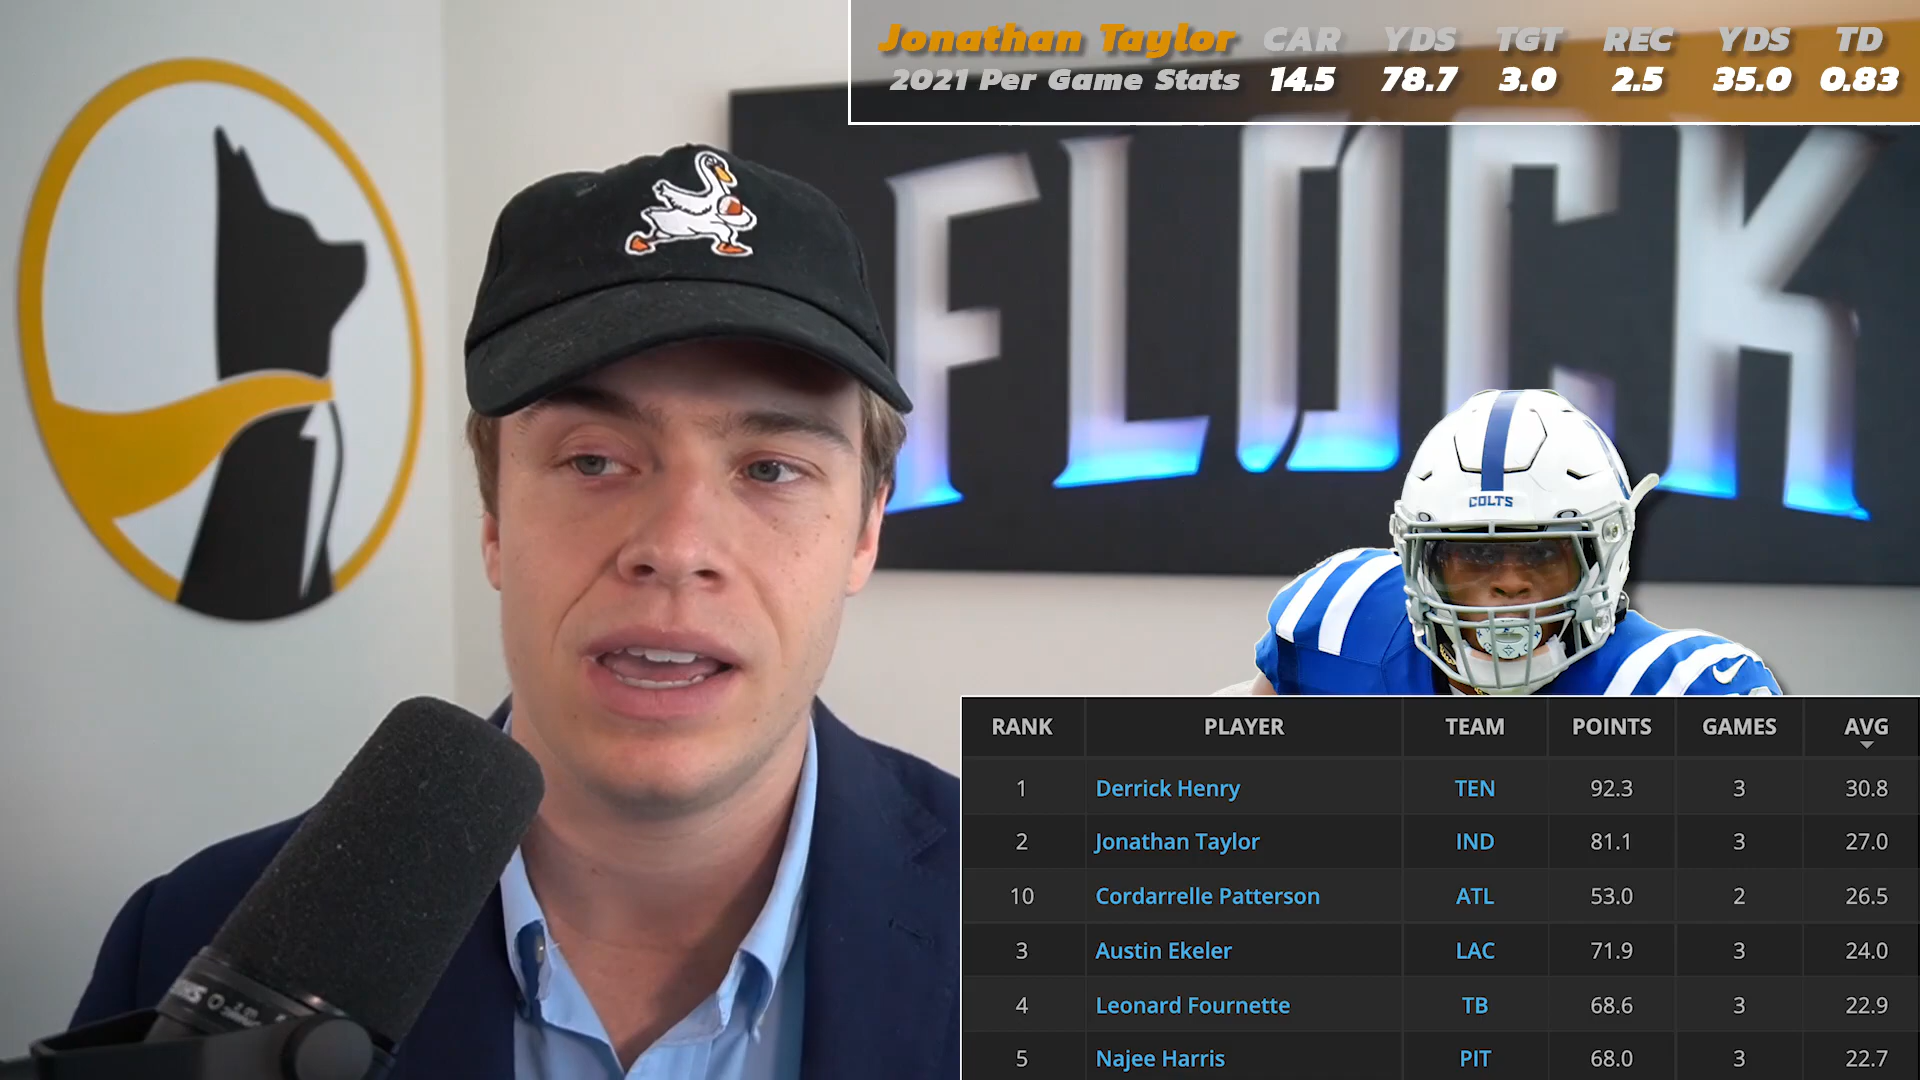 Jonathan Taylor CAR YDS TGT REC YDS TD
2021 Per Game Stats 14.5 78.7 3.0 2.5 35.0 0.83
FLOCK
COLTS
RANK PLAYER TEAM POINTS GAMES AVG
1 Derrick Henry TEN 92.3 3 30.8
2 Jonathan Taylor IND 81.1 3 27.0
10 Cordarrelle Patterson ATL 53.0 2 26.5
3 Austin Ekeler LAC 71.9 3 24.0
4 Leonard Fournette TB 68.6 3 22.9
5 Najee Harris PIT 68.0 3 22.7